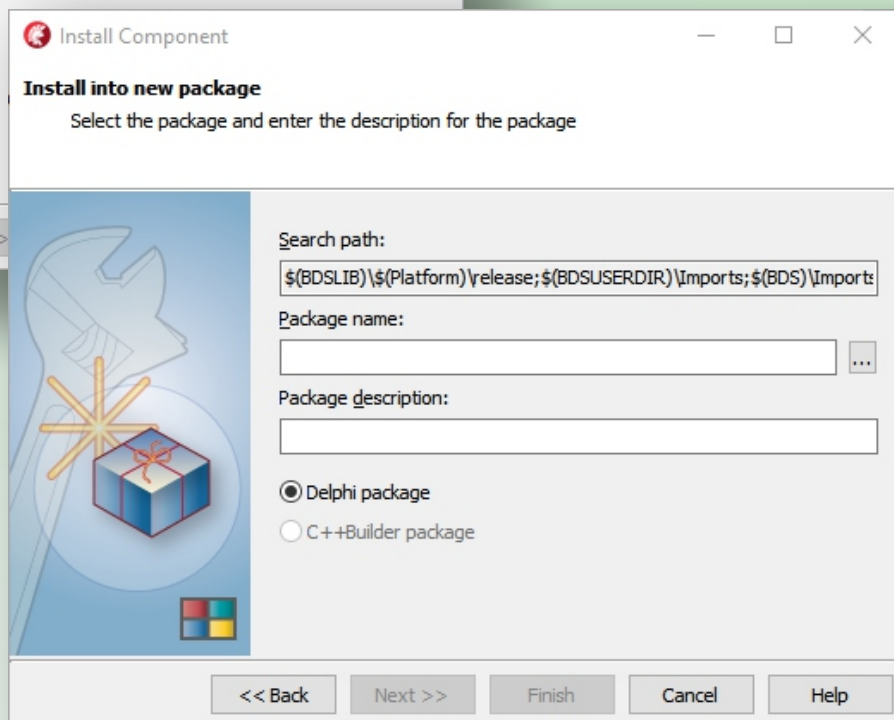 Install Component
Install into new package
Select the package and enter the description for the package
Search path:
$(BDSLIB)\$(Platform)\release;$(BDSUSERDIR)\Imports;$(BDS)\Imports
Package name:
...
Package description:
Delphi package
C++Builder package
<< Back
Next >>
Finish
Cancel
Help